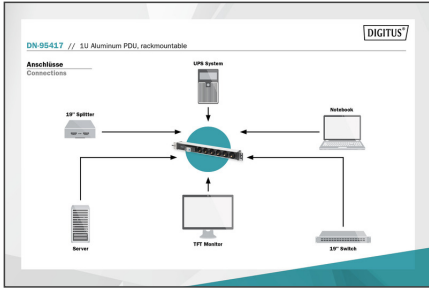 DIGITUS®
DN-95417 // 1U Aluminum PDU, rackmountable
Anschlüsse
Connections
UPS System
19" Splitter
Notebook
Server
TFT Monitor
19" Switch